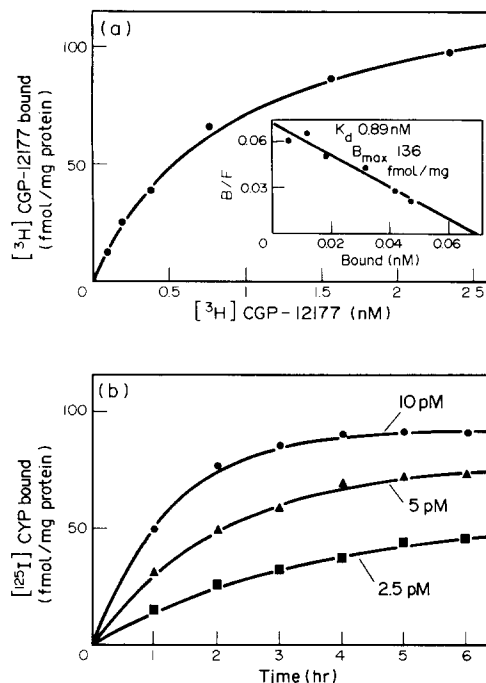 (a)
[³H] CGP-12177 bound
(fmol/mg protein)
100
50
0
0.5
1
1.5
2
2.5
[³H] CGP-12177 (nM)
B/F
0.06
0.03
0
0.02
0.04
0.06
Bound (nM)
Kd 0.89nM
Bmax 136
fmol/mg
(b)
[¹²⁵I] CYP bound
(fmol/mg protein)
100
50
0
1
2
3
4
5
6
Time (hr)
10 pM
5 pM
2.5 pM